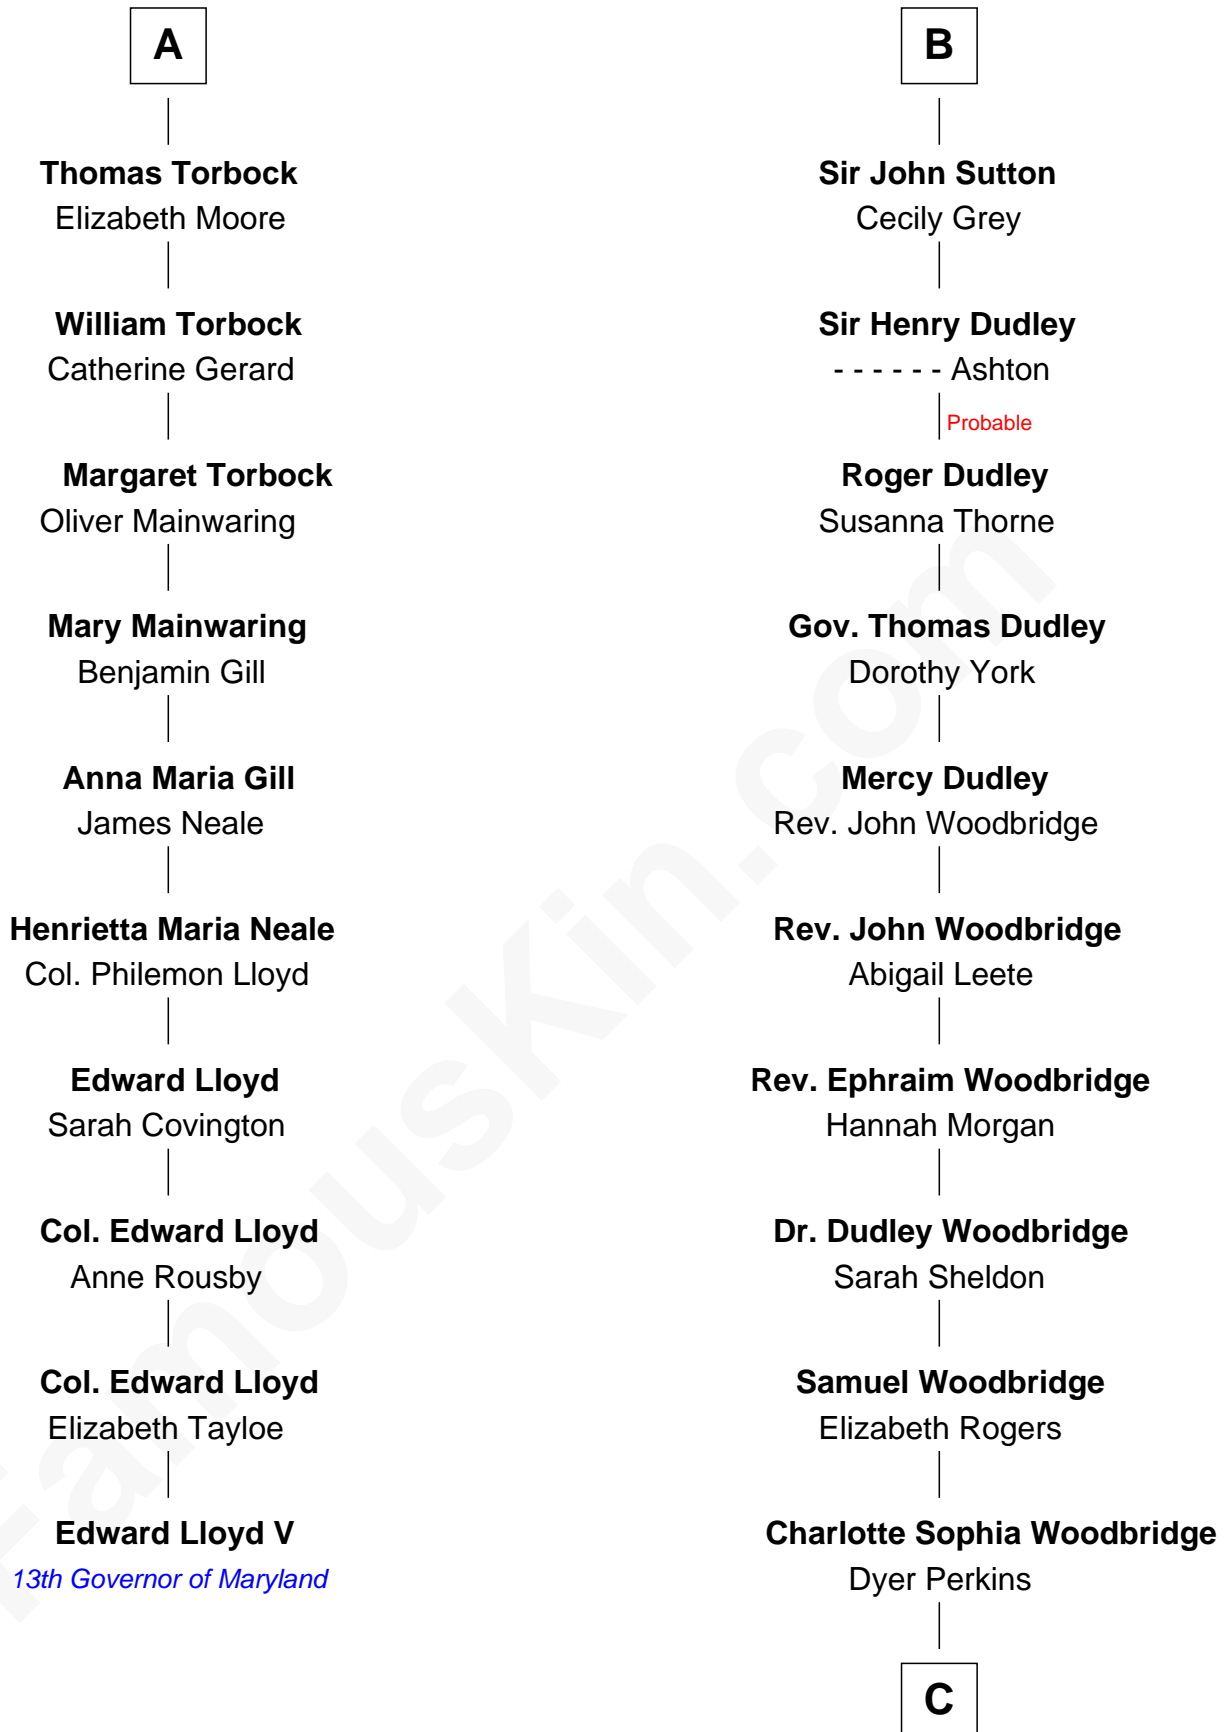 A
Thomas Torbock
Elizabeth Moore
William Torbock
Catherine Gerard
Margaret Torbock
Oliver Mainwaring
Mary Mainwaring
Benjamin Gill
Anna Maria Gill
James Neale
Henrietta Maria Neale
Col. Philemon Lloyd
Edward Lloyd
Sarah Covington
Col. Edward Lloyd
Anne Rousby
Col. Edward Lloyd
Elizabeth Tayloe
Edward Lloyd V
13th Governor of Maryland
B
Sir John Sutton
Cecily Grey
Sir Henry Dudley
- - - - - - Ashton
Probable
Roger Dudley
Susanna Thorne
Gov. Thomas Dudley
Dorothy York
Mercy Dudley
Rev. John Woodbridge
Rev. John Woodbridge
Abigail Leete
Rev. Ephraim Woodbridge
Hannah Morgan
Dr. Dudley Woodbridge
Sarah Sheldon
Samuel Woodbridge
Elizabeth Rogers
Charlotte Sophia Woodbridge
Dyer Perkins
C
FamousKin.com